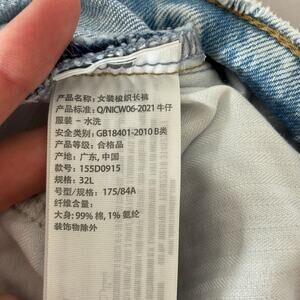 产品名称: 女装梭织长裤
产品标准: Q/NICW06-2021 牛仔
服装 - 水洗
安全类别: GB18401-2010 B类
产品等级: 合格品
产地: 广东, 中国
款号: 155D0915
规格: 32L
号型/规格: 175/84A
纤维含量:
大身: 99% 棉, 1% 氨纶
装饰物除外